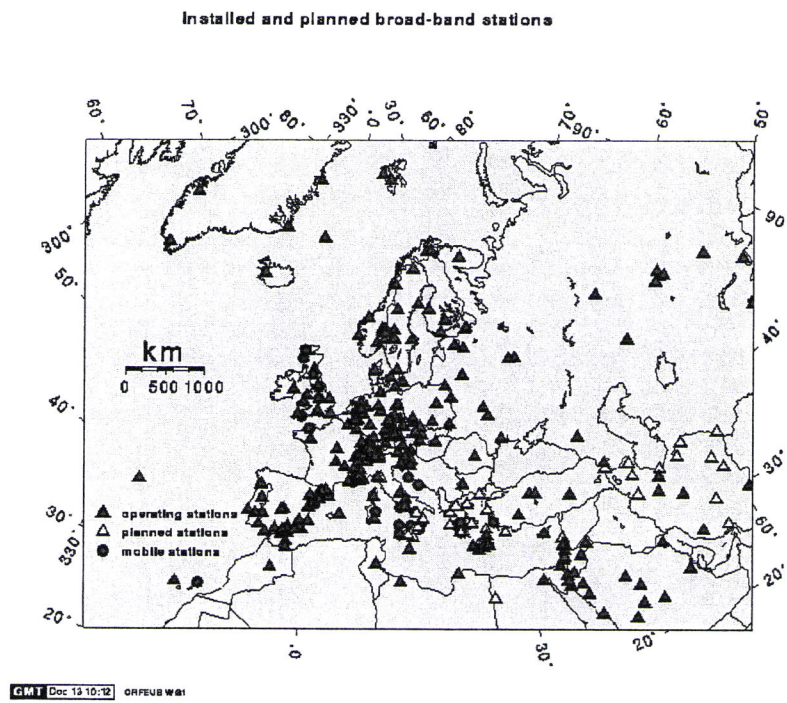 Installed and planned broad-band stations
60° 70° 300° 80° 330° 0° 30° 60° 80° 70° 90° 60° 50°
300°
90
50°
km
0 500 1000
40°
40°
30°
operating stations
30°
planned stations
60°
330°
mobile stations
20°
20°
0° 30° 20°
GMT Dec 13 10:12 ORFEUS WG1